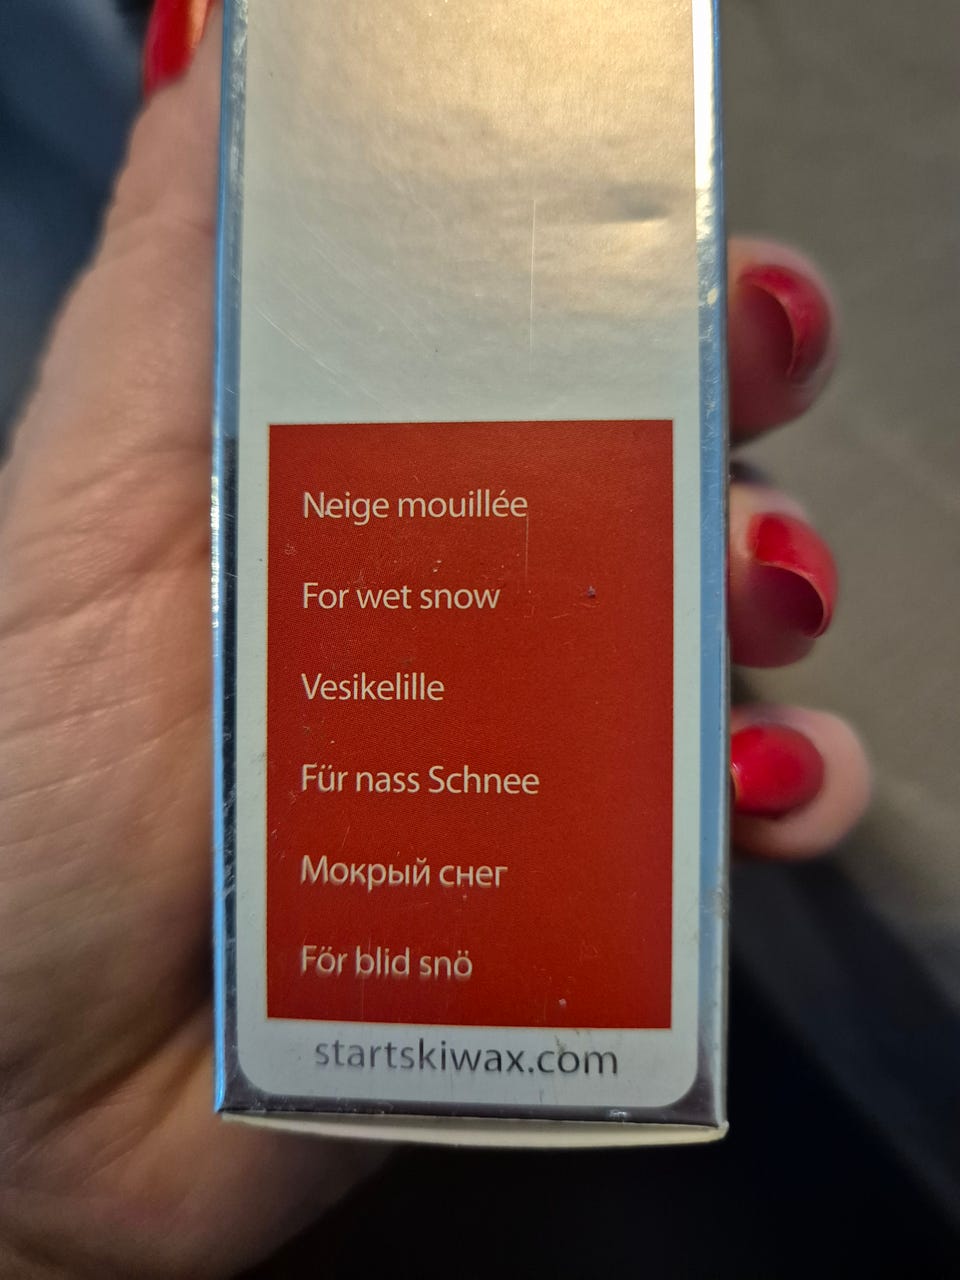 Neige mouillée
For wet snow
Vesikelille
Für nass Schnee
Мокрый снег
För blid snö
startskiwax.com